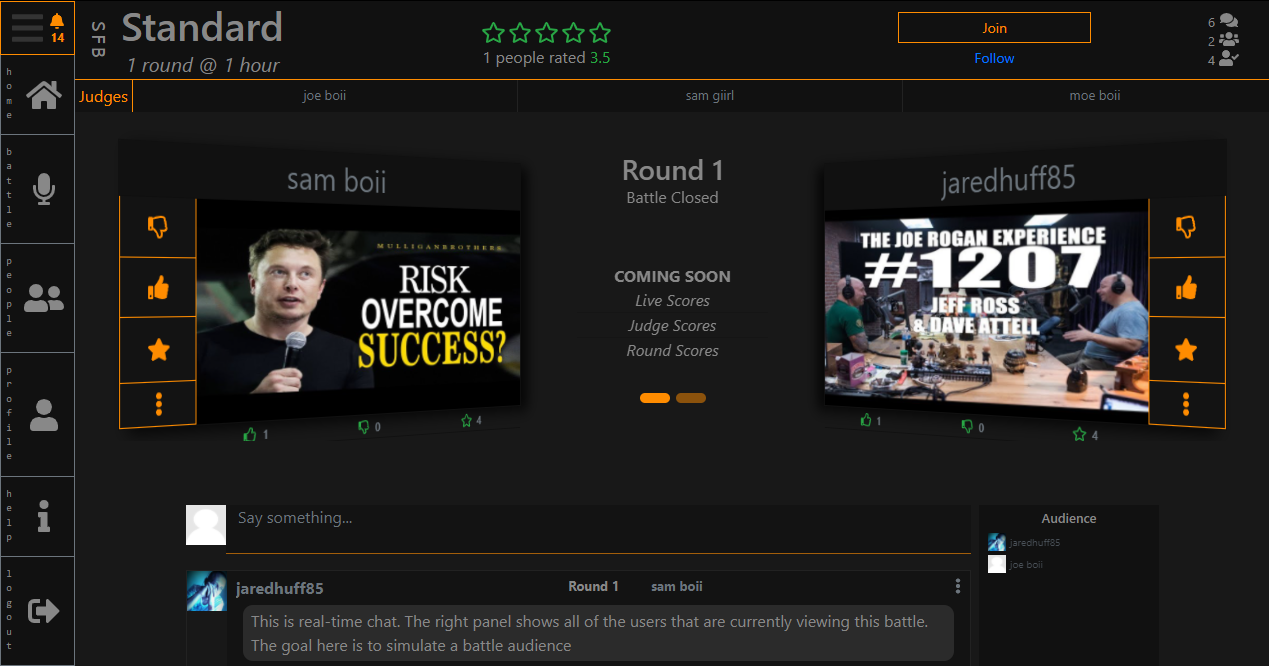 14
home
battle
people
profile
help
logout
SFB
Standard
1 round @ 1 hour
1 people rated 3.5
Join
Follow
6
2
4
Judges
joe boii
sam giirl
moe boii
sam boii
MULLIGANBROTHERS
RISK
OVERCOME
SUCCESS?
1
0
4
Round 1
Battle Closed
COMING SOON
Live Scores
Judge Scores
Round Scores
jaredhuff85
THE JOE ROGAN EXPERIENCE
#1207
JEFF ROSS
& DAVE ATTELL
1
0
4
Say something...
jaredhuff85 Round 1 sam boii
This is real-time chat. The right panel shows all of the users that are currently viewing this battle.
The goal here is to simulate a battle audience
Audience
jaredhuff85
joe boii